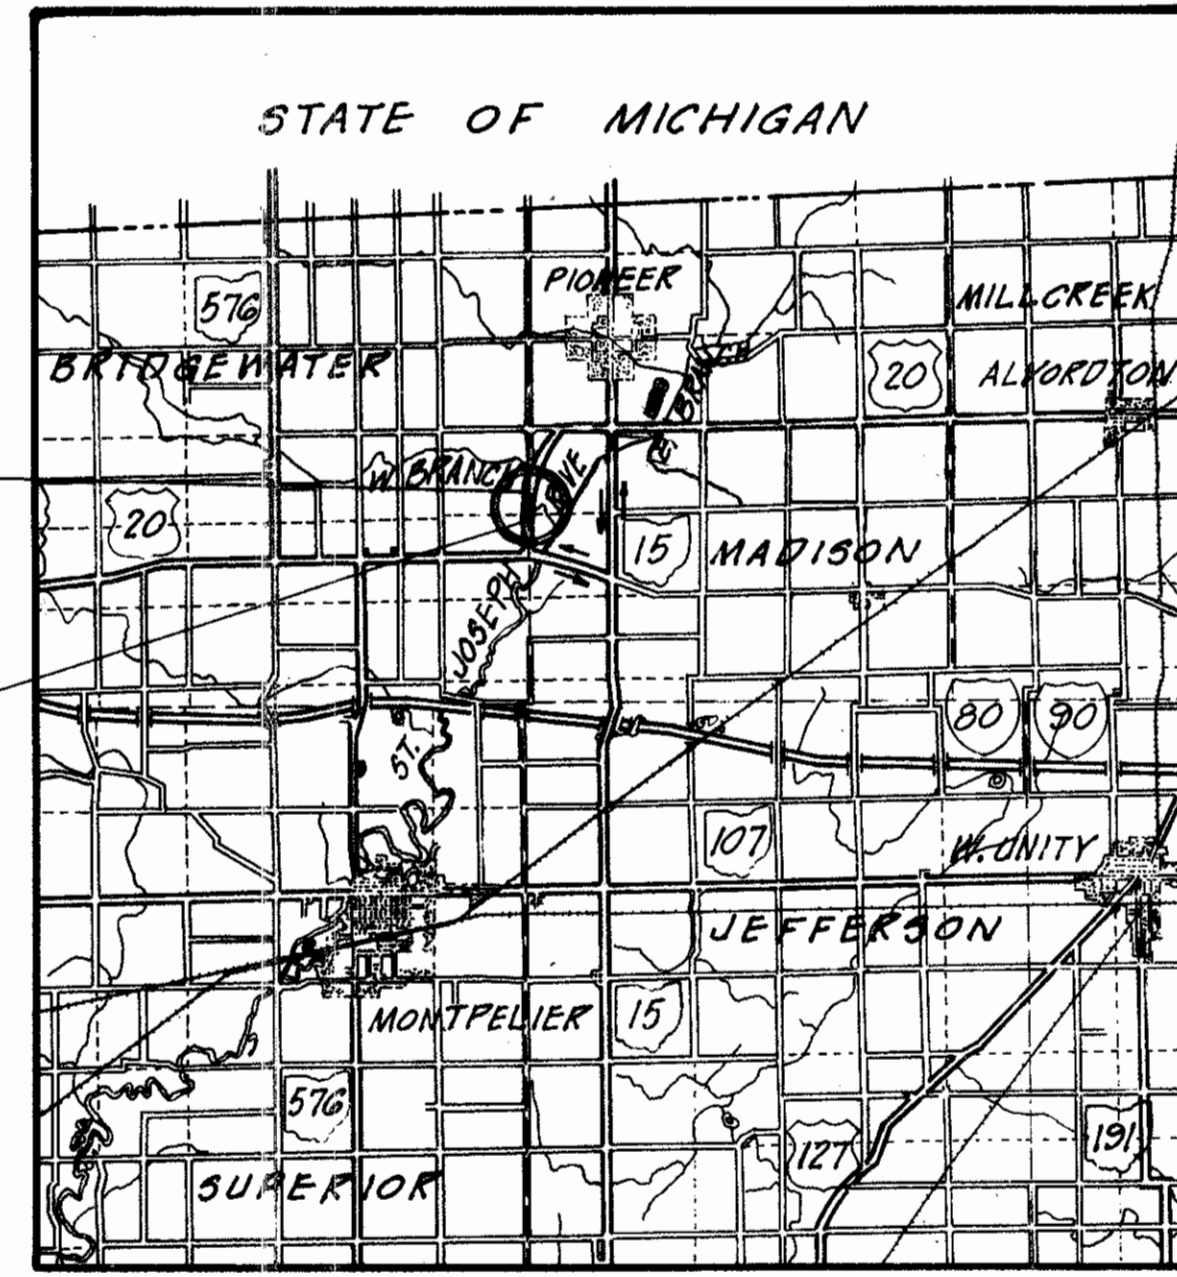 STATE OF MICHIGAN
576
PIONEER
MILLCREEK
BRIDGEWATER
20
ALVORDTON
E. BRANCH
W. BRANCH
20
15
MADISON
ST. JOSEPH
80
90
107
W. UNITY
JEFFERSON
MONTPELIER
15
576
127
191
SUPERIOR